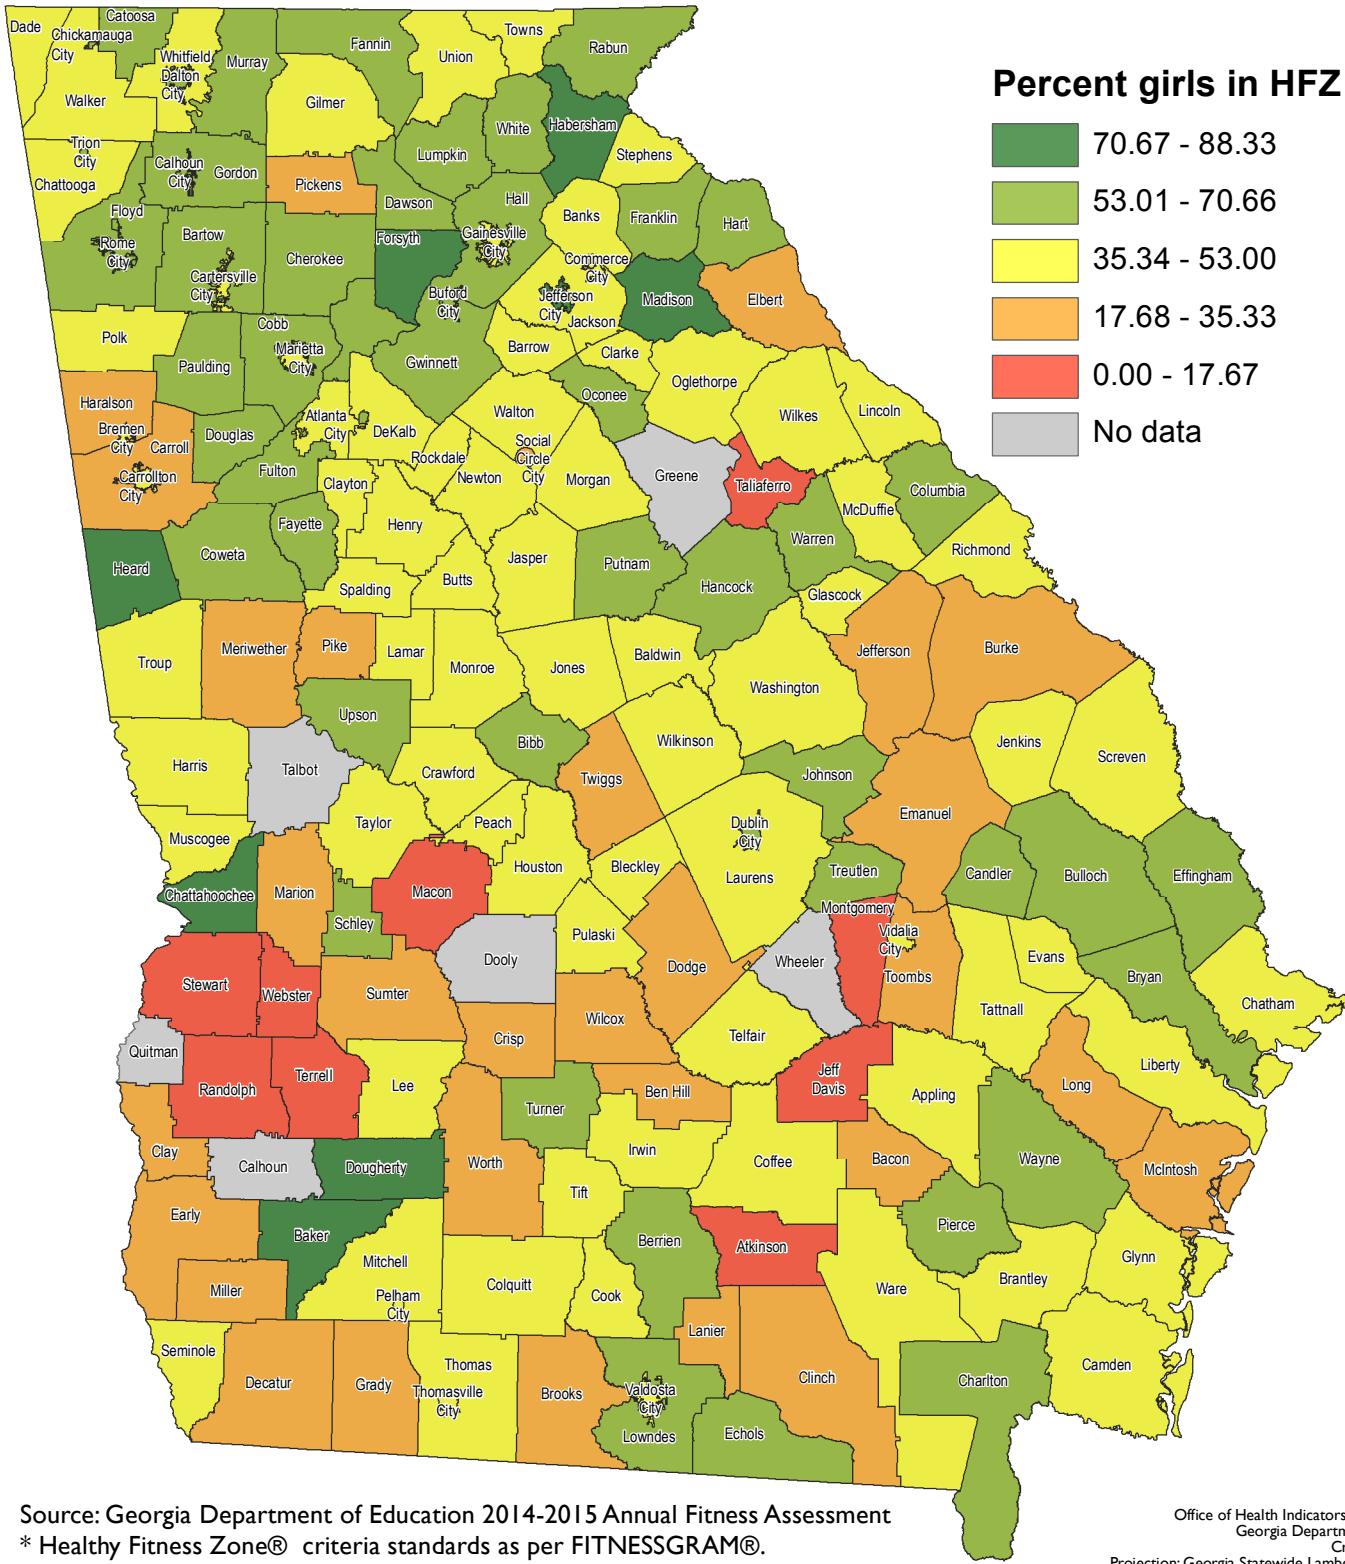 Percent girls in HFZ
70.67 - 88.33
53.01 - 70.66
35.34 - 53.00
17.68 - 35.33
0.00 - 17.67
No data
Dade
Chickamauga
City
Catoosa
Whitfield
Dalton
City
Murray
Fannin
Union
Towns
Rabun
Walker
Gilmer
White
Habersham
Stephens
Lumpkin
Trion
City
Chattooga
Calhoun
City
Gordon
Pickens
Dawson
Hall
Banks
Franklin
Hart
Floyd
Rome
City
Bartow
Cartersville
City
Cherokee
Forsyth
Gainesville
City
Commerce
City
Jefferson
City
Jackson
Madison
Elbert
Buford
City
Polk
Paulding
Cobb
Marietta
City
Gwinnett
Barrow
Clarke
Oglethorpe
Oconee
Wilkes
Lincoln
Haralson
Bremen
City
Carroll
Carrollton
City
Douglas
Atlanta
City
DeKalb
Walton
Social
Circle
City
Rockdale
Newton
Morgan
Greene
Taliaferro
McDuffie
Columbia
Fulton
Clayton
Fayette
Henry
Warren
Richmond
Heard
Coweta
Spalding
Butts
Jasper
Putnam
Hancock
Glascock
Troup
Meriwether
Pike
Lamar
Monroe
Jones
Baldwin
Washington
Jefferson
Burke
Upson
Bibb
Wilkinson
Jenkins
Screven
Harris
Talbot
Crawford
Twiggs
Johnson
Emanuel
Muscogee
Taylor
Peach
Houston
Bleckley
Dublin
City
Laurens
Treutlen
Candler
Bulloch
Effingham
Chattahoochee
Marion
Schley
Macon
Pulaski
Dodge
Wheeler
Montgomery
Vidalia
City
Toombs
Evans
Tattnall
Bryan
Chatham
Stewart
Webster
Sumter
Dooly
Crisp
Wilcox
Telfair
Jeff
Davis
Appling
Long
Liberty
Quitman
Randolph
Terrell
Lee
Turner
Ben Hill
Clay
Calhoun
Dougherty
Worth
Tift
Irwin
Coffee
Bacon
Wayne
McIntosh
Early
Baker
Mitchell
Pelham
City
Miller
Colquitt
Cook
Berrien
Atkinson
Pierce
Ware
Brantley
Glynn
Seminole
Decatur
Grady
Thomas
Thomasville
City
Brooks
Valdosta
City
Lowndes
Lanier
Echols
Clinch
Charlton
Camden
Source: Georgia Department of Education 2014-2015 Annual Fitness Assessment
* Healthy Fitness Zone® criteria standards as per FITNESSGRAM®.
Office of Health Indicators
Georgia Departm
Cr
Projection: Georgia Statewide Lambe